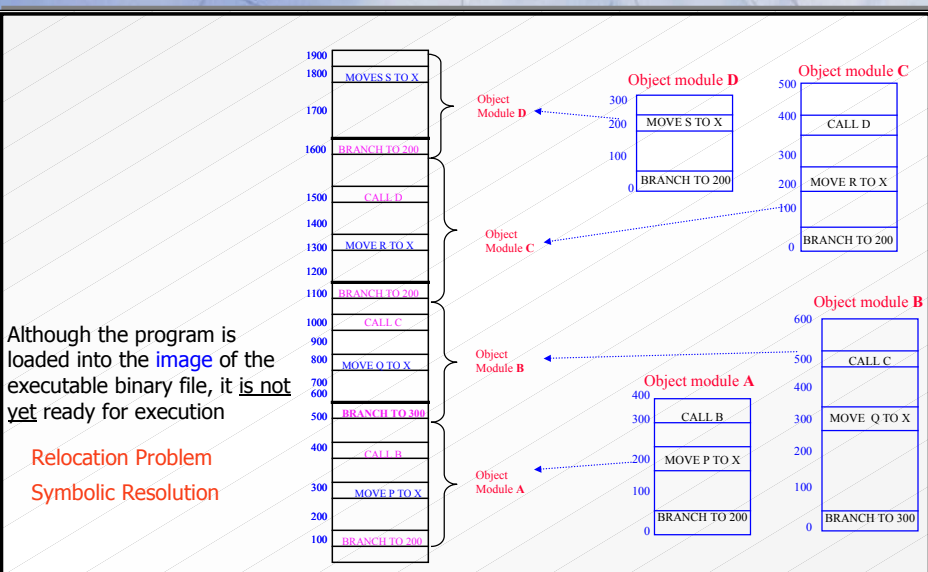 Although the program is
loaded into the image of the
executable binary file, it is not
yet ready for execution
Relocation Problem
Symbolic Resolution
1900
1800 MOVES S TO X
1700
1600 BRANCH TO 200
1500 CALL D
1400
1300 MOVE R TO X
1200
1100 BRANCH TO 200
1000 CALL C
900
800 MOVE Q TO X
700
600
500 BRANCH TO 300
400 CALL B
300 MOVE P TO X
200
100 BRANCH TO 200
Object
Module D
Object
Module C
Object
Module B
Object
Module A
Object module D
300
200 MOVE S TO X
100
0 BRANCH TO 200
Object module C
500
400 CALL D
300
200 MOVE R TO X
100
0 BRANCH TO 200
Object module A
400
300 CALL B
200 MOVE P TO X
100
0 BRANCH TO 200
Object module B
600
500 CALL C
400
300 MOVE Q TO X
200
100
0 BRANCH TO 300